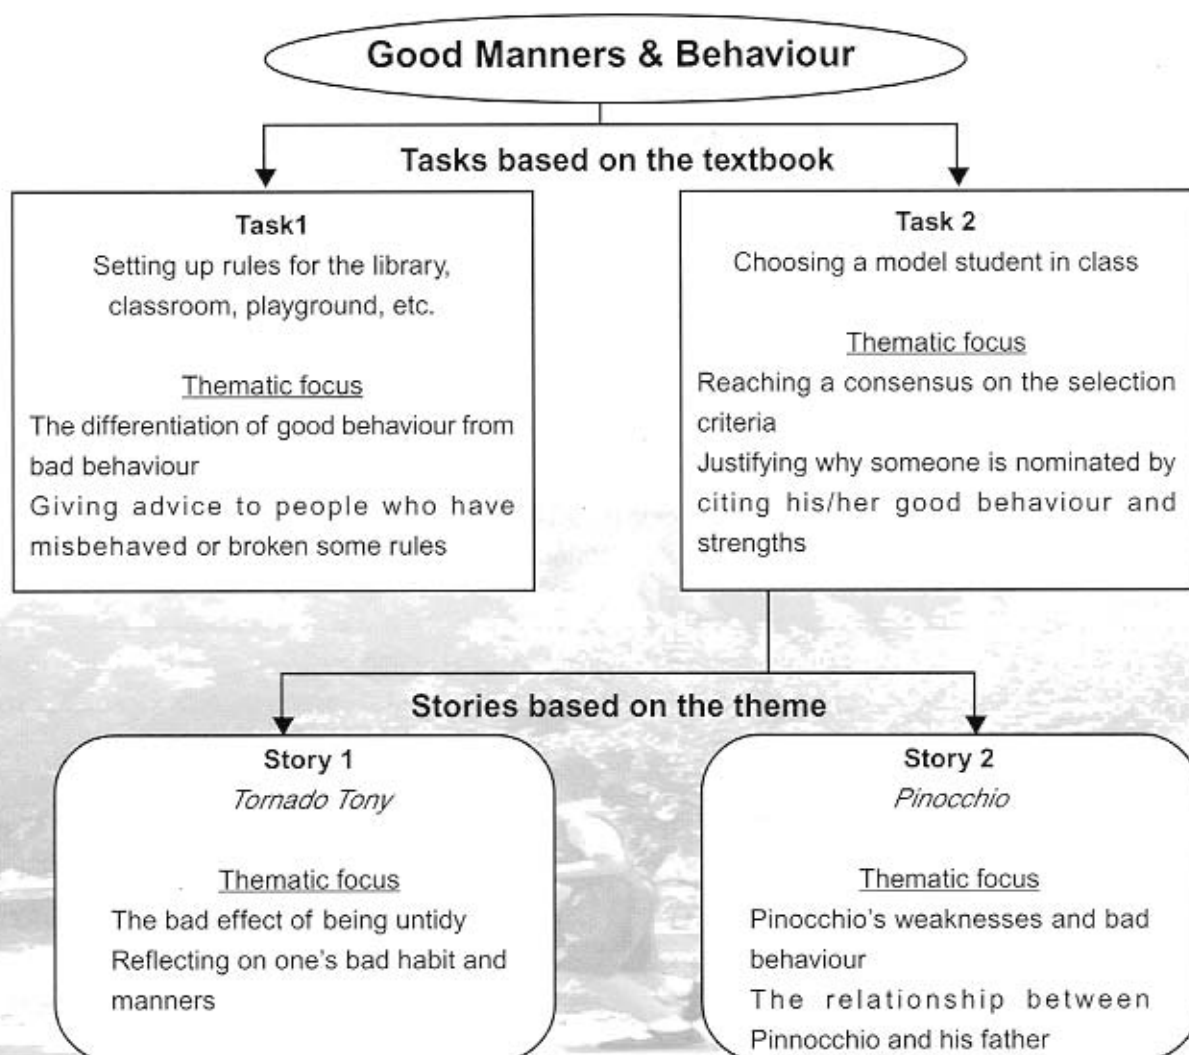 Good Manners & Behaviour
Tasks based on the textbook
Task1
Setting up rules for the library,
classroom, playground, etc.
Thematic focus
The differentiation of good behaviour from
bad behaviour
Giving advice to people who have
misbehaved or broken some rules
Task 2
Choosing a model student in class
Thematic focus
Reaching a consensus on the selection
criteria
Justifying why someone is nominated by
citing his/her good behaviour and
strengths
Stories based on the theme
Story 1
Tornado Tony
Thematic focus
The bad effect of being untidy
Reflecting on one's bad habit and
manners
Story 2
Pinocchio
Thematic focus
Pinocchio's weaknesses and bad
behaviour
The relationship between
Pinnocchio and his father